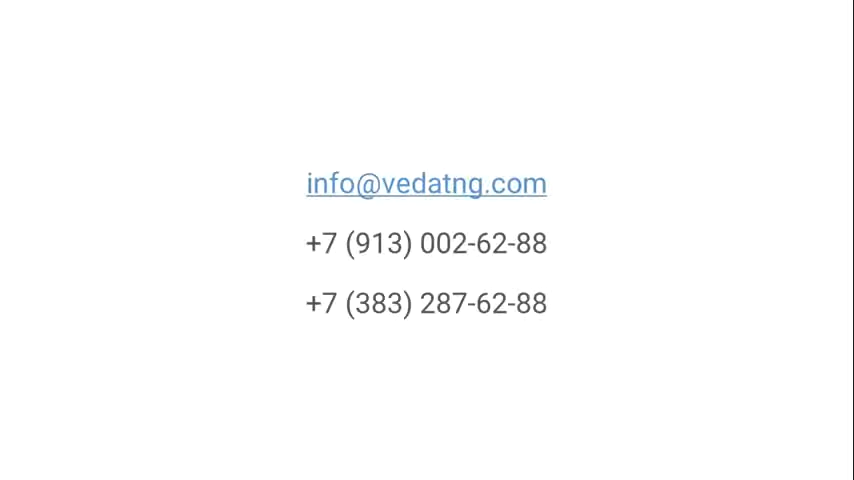 info@vedatng.com
+7 (913) 002-62-88
+7 (383) 287-62-88